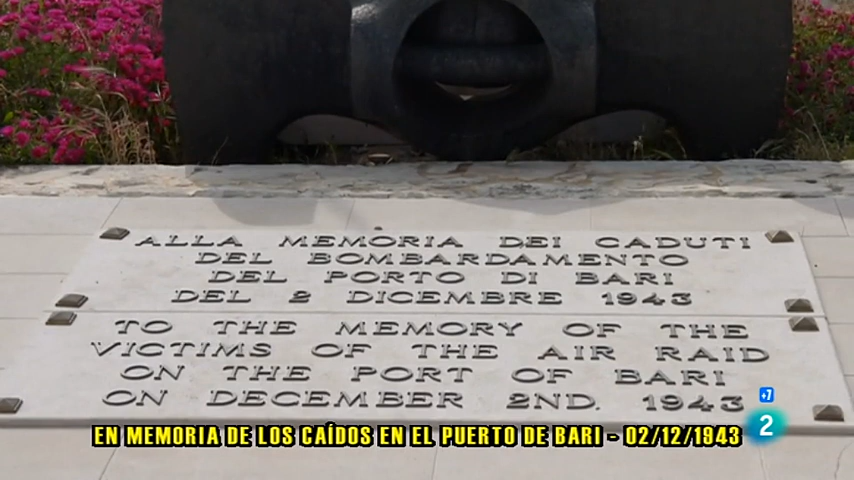 ALLA MEMORIA DEI CADUTI
DEL BOMBARDAMENTO
DEL PORTO DI BARI
DEL 2 DICEMBRE 1943
TO THE MEMORY OF THE
VICTIMS OF THE AIR RAID
ON THE PORT OF BARI
ON DECEMBER 2ND. 1943
+7
2
EN MEMORIA DE LOS CAÍDOS EN EL PUERTO DE BARI - 02/12/1943